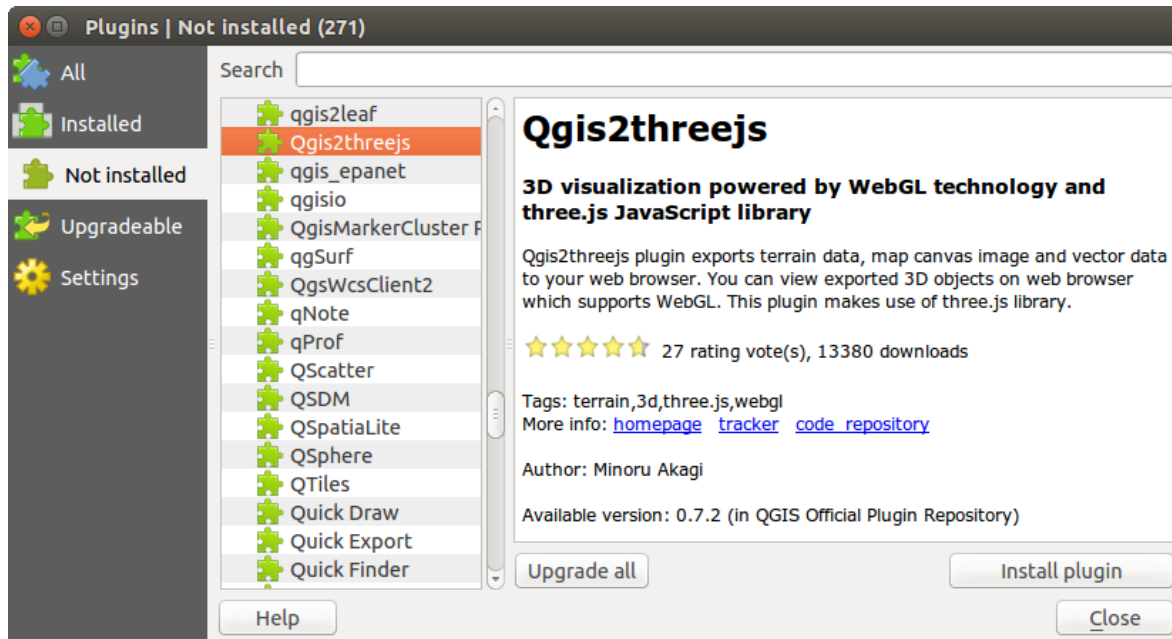 Plugins | Not installed (271)
All
Installed
Not installed
Upgradeable
Settings
Search
qgis2leaf
Qgis2threejs
qgis_epanet
qgisio
QgisMarkerCluster
qgSurf
QgsWcsClient2
qNote
qProf
QScatter
QSDM
QSpatiaLite
QSphere
QTiles
Quick Draw
Quick Export
Quick Finder
Qgis2threejs
3D visualization powered by WebGL technology and
three.js JavaScript library
Qgis2threejs plugin exports terrain data, map canvas image and vector data
to your web browser. You can view exported 3D objects on web browser
which supports WebGL. This plugin makes use of three.js library.
27 rating vote(s), 13380 downloads
Tags: terrain,3d,three.js,webgl
More info: homepage tracker code repository
Author: Minoru Akagi
Available version: 0.7.2 (in QGIS Official Plugin Repository)
Upgrade all
Install plugin
Help
Close